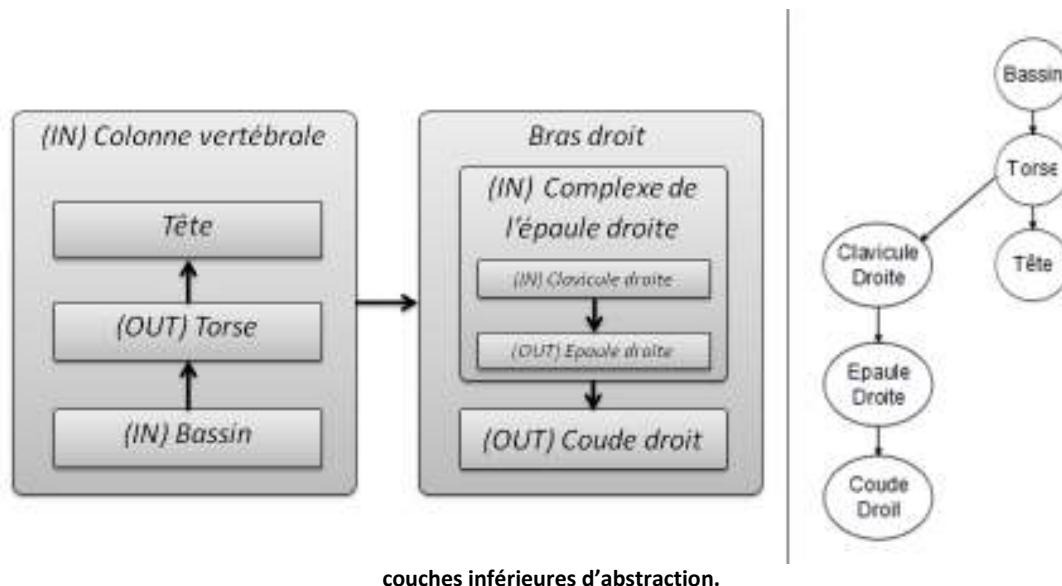 (IN) Colonne vertébrale
Tête
(OUT) Torse
(IN) Bassin
Bras droit
(IN) Complexe de
l'épaule droite
(IN) Clavicule droite
(OUT) Epaule droite
(OUT) Coude droit
Bassin
Torse
Clavicule
Droite
Tête
Epaule
Droite
Coude
Droit
couches inférieures d'abstraction.